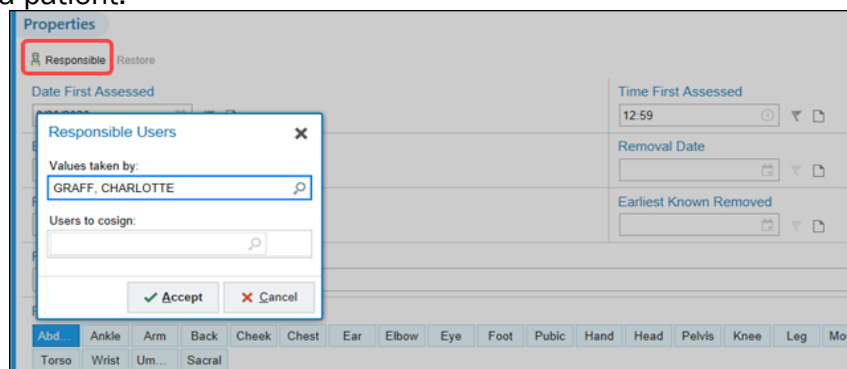 a patient.
Properties
Responsible Restore
Date First Assessed Time First Assessed
12:59
Responsible Users
Removal Date
Values taken by:
GRAFF, CHARLOTTE
Earliest Known Removed
Users to cosign:
Accept Cancel
Abd... Ankle Arm Back Cheek Chest Ear Elbow Eye Foot Pubic Hand Head Pelvis Knee Leg
Torso Wrist Um... Sacral